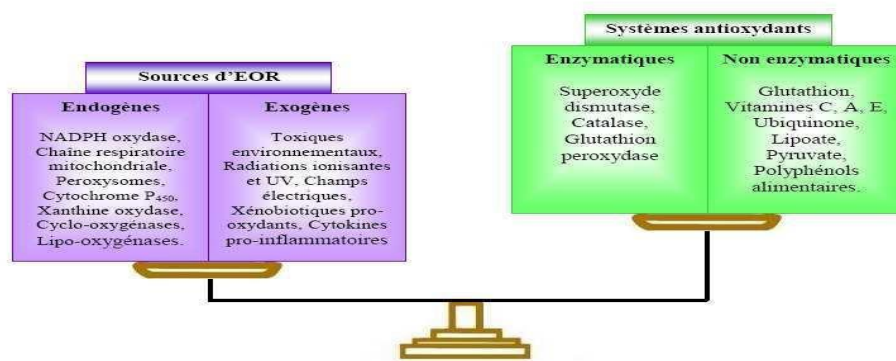 Sources d'EOR
Endogènes
NADPH oxydase,
Chaîne respiratoire
mitochondriale,
Peroxysomes,
Cytochrome P450,
Xanthine oxydase,
Cyclo-oxygénases,
Lipo-oxygénases.
Exogènes
Toxiques
environnementaux,
Radiations ionisantes
et UV, Champs
électriques,
Xénobiotiques pro-
oxydants, Cytokines
pro-inflammatoires
Systèmes antioxydants
Enzymatiques
Superoxyde
dismutase,
Catalase,
Glutathion
peroxydase
Non enzymatiques
Glutathion,
Vitamines C, A, E,
Ubiquinone,
Lipoate,
Pyruvate,
Polyphénols
alimentaires.